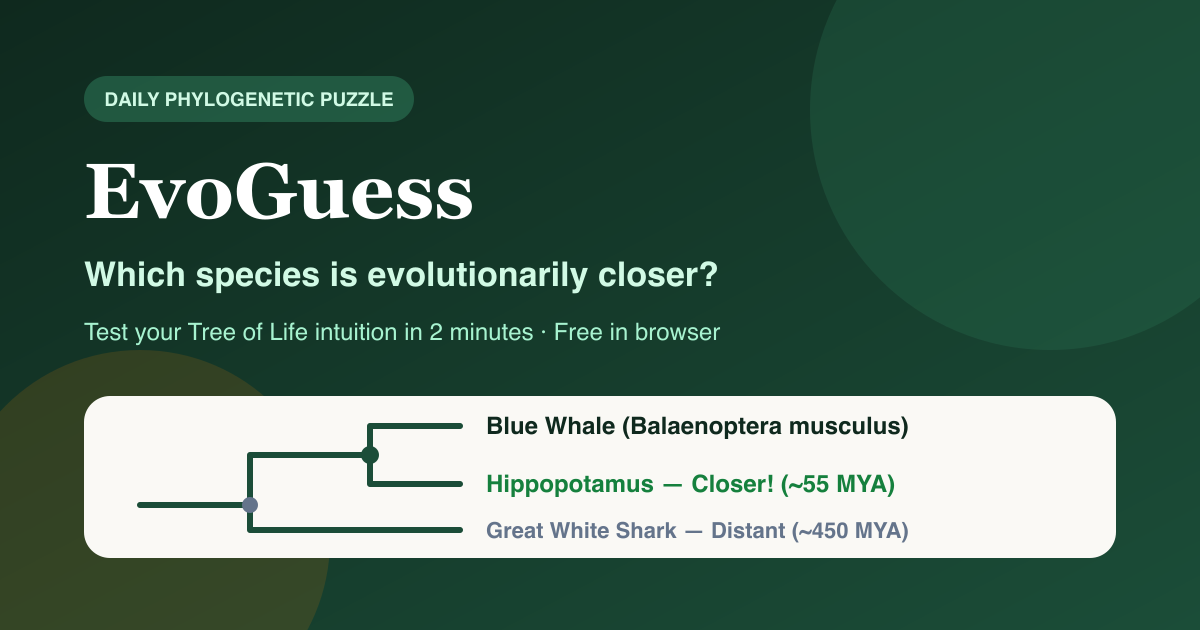 DAILY PHYLOGENETIC PUZZLE
EvoGuess
Which species is evolutionarily closer?
Test your Tree of Life intuition in 2 minutes · Free in browser
Blue Whale (Balaenoptera musculus)
Hippopotamus — Closer! (~55 MYA)
Great White Shark — Distant (~450 MYA)